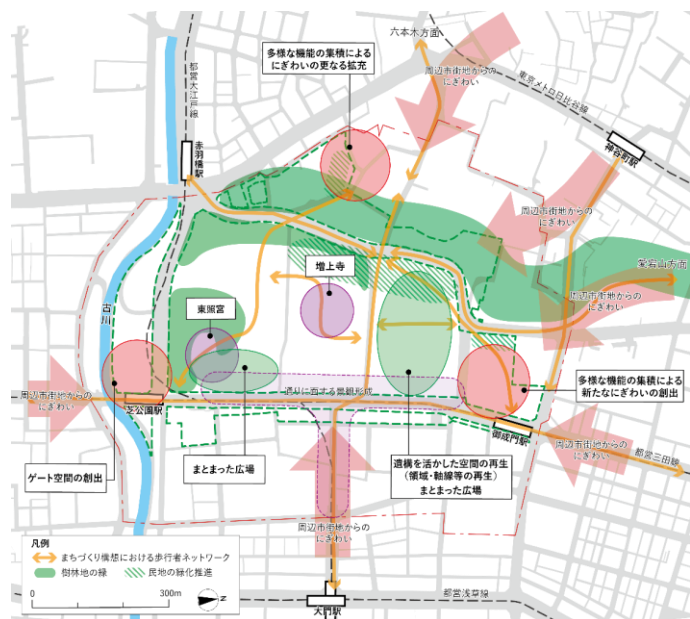 六本木方面
多様な機能の集積による
にぎわいの更なる拡充
周辺市街地からの
にぎわい
東京メトロ日比谷線
都営大江戸線
赤羽橋駅
神谷町駅
周辺市街地からの
にぎわい
愛宕山方面
増上寺
周辺市街地からの
にぎわい
東照宮
古川
通りに面する景観形成
多様な機能の集積による
新たなにぎわいの創出
周辺市街地からの
にぎわい
芝公園駅
御成門駅
周辺市街地からの
にぎわい
都営三田線
ゲート空間の創出
まとまった広場
遺構を活かした空間の再生
(領域・軸線等の再生)
まとまった広場
周辺市街地からの
にぎわい
凡例
まちづくり構想における歩行者ネットワーク
樹林地の緑
民地の緑化推進
0
300m
N
大門駅
都営浅草線